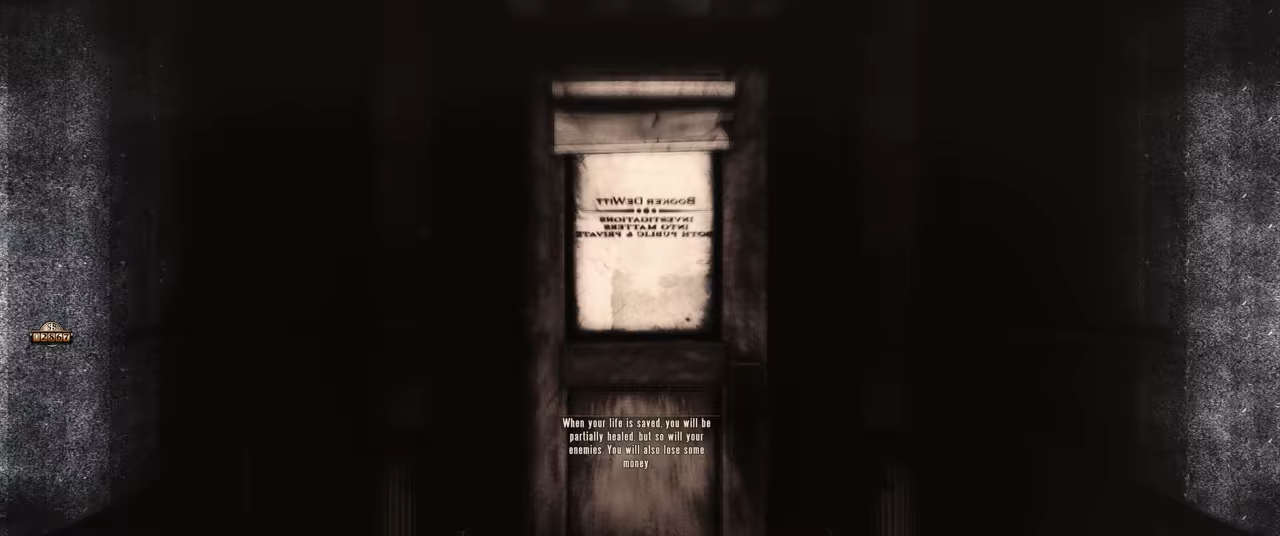 BOOKER DEWITT
INVESTIGATIONS
INTO MATTERS
BOTH PUBLIC & PRIVATE
02867
When your life is saved, you will be
partially healed, but so will your
enemies. You will also lose some
money